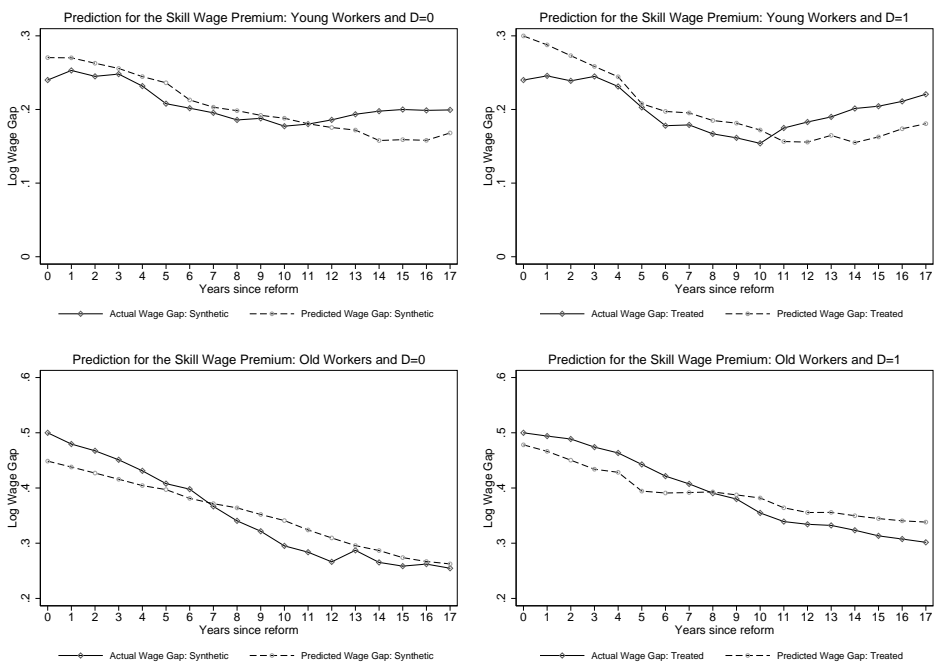 Prediction for the Skill Wage Premium: Young Workers and D=0
Log Wage Gap
.3
.2
.1
0
0 1 2 3 4 5 6 7 8 9 10 11 12 13 14 15 16 17
Years since reform
Actual Wage Gap: Synthetic Predicted Wage Gap: Synthetic
Prediction for the Skill Wage Premium: Young Workers and D=1
Log Wage Gap
.3
.2
.1
0
0 1 2 3 4 5 6 7 8 9 10 11 12 13 14 15 16 17
Years since reform
Actual Wage Gap: Treated Predicted Wage Gap: Treated
Prediction for the Skill Wage Premium: Old Workers and D=0
Log Wage Gap
.6
.5
.4
.3
.2
0 1 2 3 4 5 6 7 8 9 10 11 12 13 14 15 16 17
Years since reform
Actual Wage Gap: Synthetic Predicted Wage Gap: Synthetic
Prediction for the Skill Wage Premium: Old Workers and D=1
Log Wage Gap
.6
.5
.4
.3
.2
0 1 2 3 4 5 6 7 8 9 10 11 12 13 14 15 16 17
Years since reform
Actual Wage Gap: Treated Predicted Wage Gap: Treated